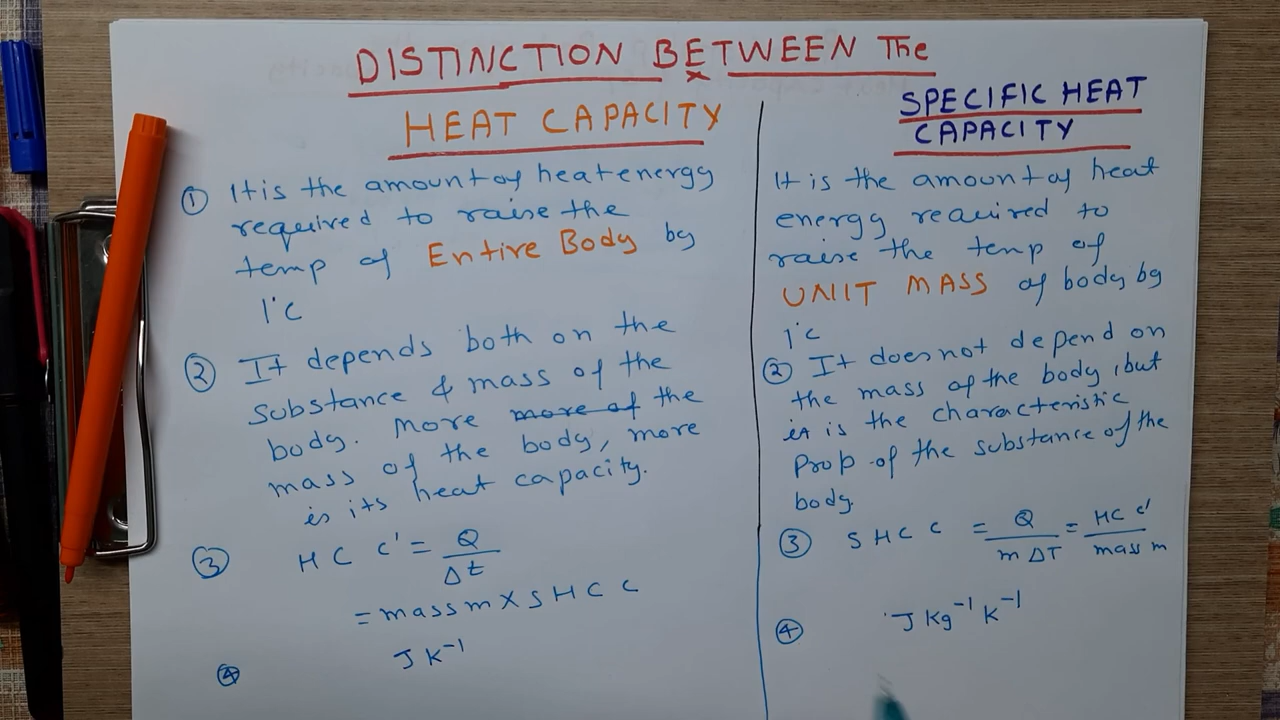 DISTINCTION BETWEEN The
HEAT CAPACITY
① It is the amount of heat energy
required to raise the
temp of Entire Body by
1°C
② It depends both on the
substance & mass of the
body. More more of the
mass of the body, more
is its heat capacity.
③ HC C' = Q/Δt
= mass m X SHC C
④ J K⁻¹
SPECIFIC HEAT
CAPACITY
It is the amount of heat
energy required to
raise the temp of
UNIT MASS of body by
1°C
② It does not depend on
the mass of the body, but
it is the characteristic
Prop. of the substance of the
body.
③ SHC C = Q/m ΔT = HC C'/mass m
④ J Kg⁻¹ K⁻¹